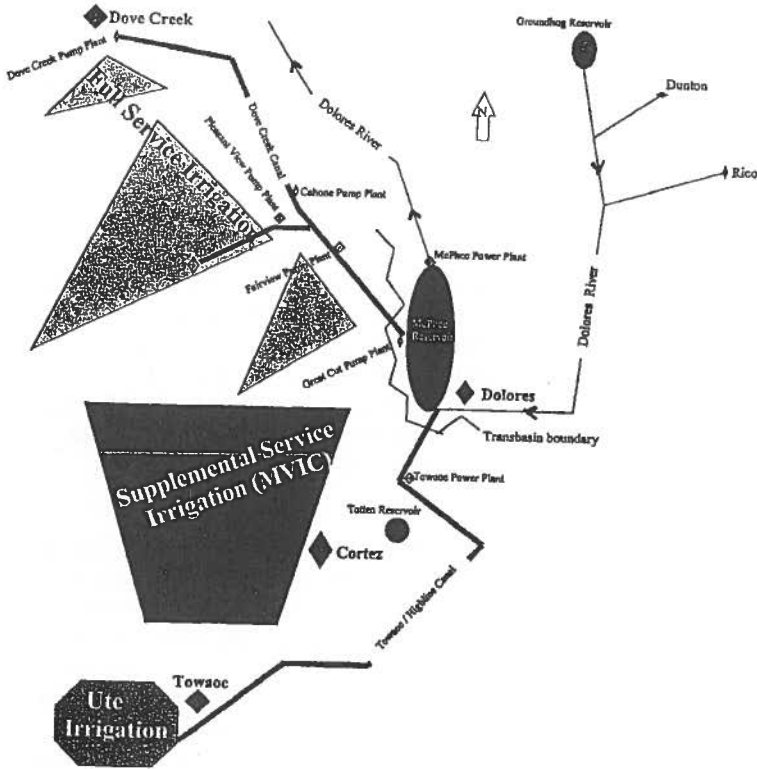 Dove Creek
Groundhog Reservoir
Dove Creek Pump Plant
Full Service Irrigation
Dolores River
N
Dunton
Rico
Dove Creek Canal
Pleasant View Pump Plant
Cahone Pump Plant
Fairview Pump Plant
McPhee Power Plant
Dolores River
McPhee
Reservoir
Great Cut Pump Plant
Dolores
Transbasin boundary
Supplemental Service
Irrigation (MVIC)
Towaoc Power Plant
Totten Reservoir
Cortez
Towaoc / Highline Canal
Towaoc
Ute
Irrigation